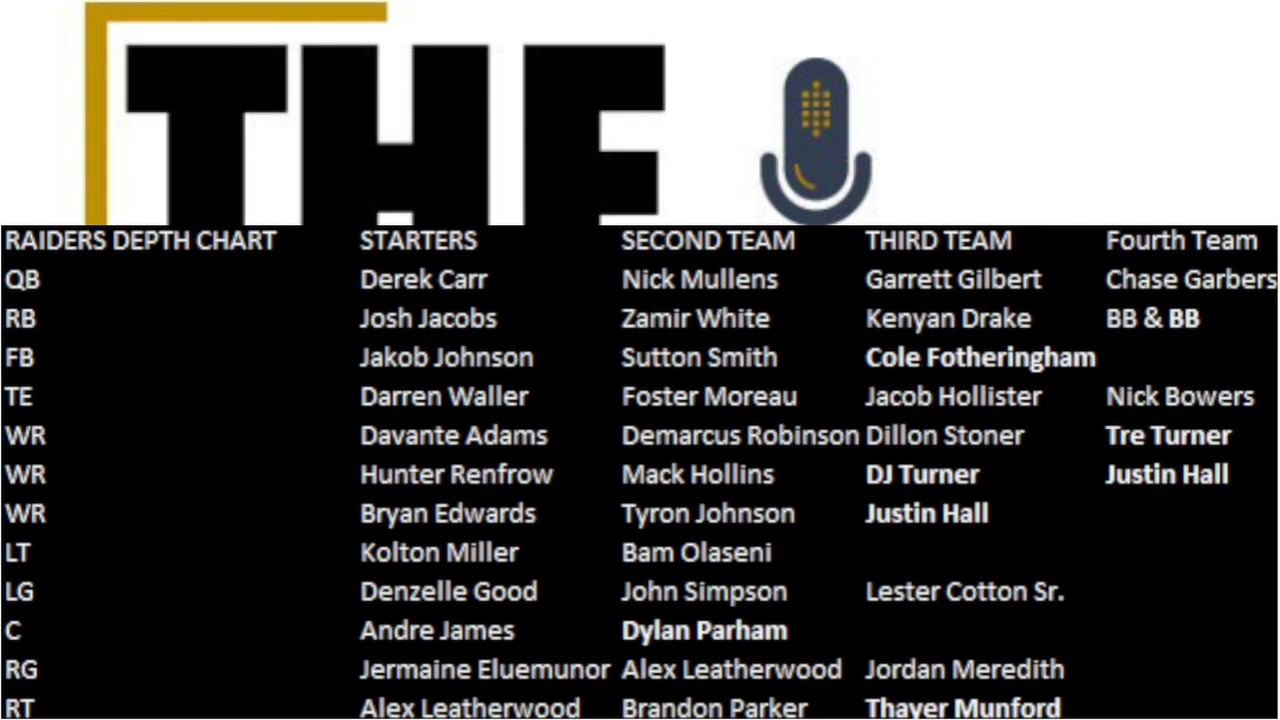 THE
RAIDERS DEPTH CHART STARTERS SECOND TEAM THIRD TEAM Fourth Team
QB Derek Carr Nick Mullens Garrett Gilbert Chase Garbers
RB Josh Jacobs Zamir White Kenyan Drake BB & BB
FB Jakob Johnson Sutton Smith Cole Fotheringham
TE Darren Waller Foster Moreau Jacob Hollister Nick Bowers
WR Davante Adams Demarcus Robinson Dillon Stoner Tre Turner
WR Hunter Renfrow Mack Hollins DJ Turner Justin Hall
WR Bryan Edwards Tyron Johnson Justin Hall
LT Kolton Miller Bam Olaseni
LG Denzelle Good John Simpson Lester Cotton Sr.
C Andre James Dylan Parham
RG Jermaine Eluemunor Alex Leatherwood Jordan Meredith
RT Alex Leatherwood Brandon Parker Thayer Munford